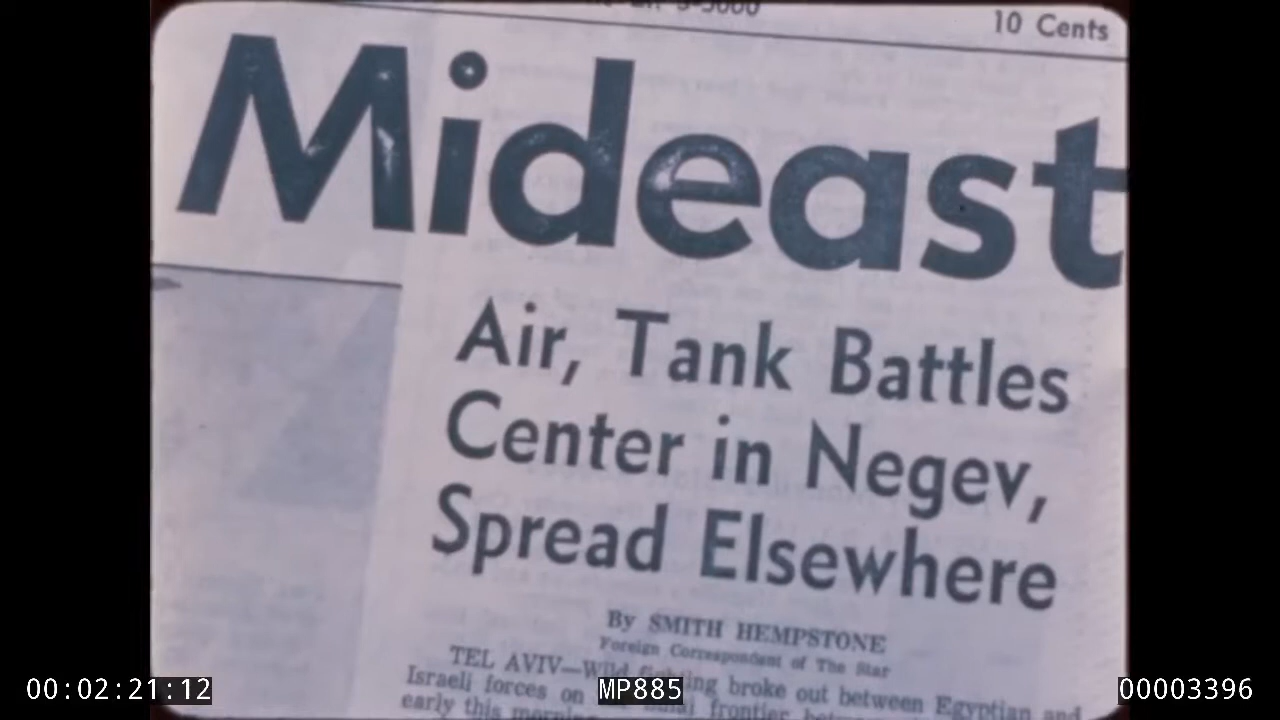 10 Cents
Mideast
Air, Tank Battles
Center in Negev,
Spread Elsewhere
By SMITH HEMPSTONE
Foreign Correspondent of The Star
TEL AVIV—Wild fighting broke out between Egyptian and
Israeli forces on frontier
early this
00:02:21:12
MP885
00003396